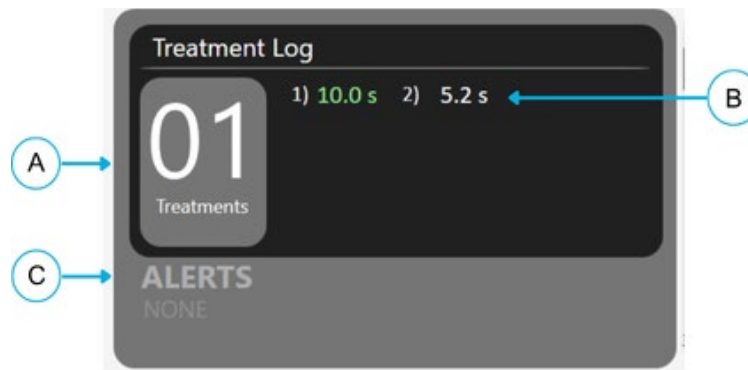 Treatment Log
1) 10.0 s 2) 5.2 s
B
01
A
Treatments
C
ALERTS
NONE